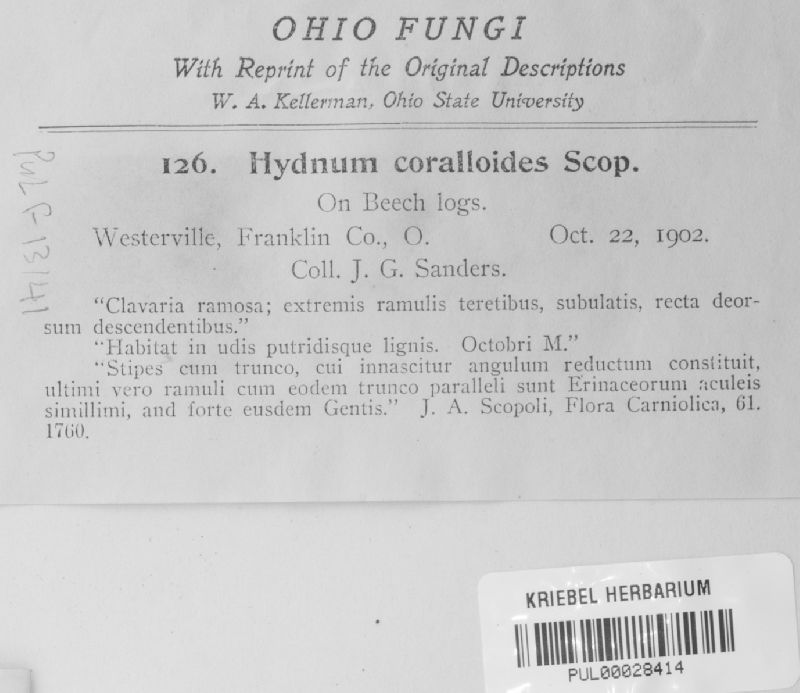 OHIO FUNGI
With Reprint of the Original Descriptions
W. A. Kellerman, Ohio State University
126. Hydnum coralloides Scop.
On Beech logs.
Westerville, Franklin Co., O. Oct. 22, 1902.
Coll. J. G. Sanders.
"Clavaria ramosa; extremis ramulis teretibus, subulatis, recta deor-
sum descendentibus."
"Habitat in udis putridisque lignis. Octobri M."
"Stipes cum trunco, cui innascitur angulum reductum constituit,
ultimi vero ramuli cum eodem trunco paralleli sunt Erinaceorum aculeis
simillimi, and forte eusdem Gentis." J. A. Scopoli, Flora Carniolica, 61.
1760.
PUL F-13141
KRIEBEL HERBARIUM
PUL00028414